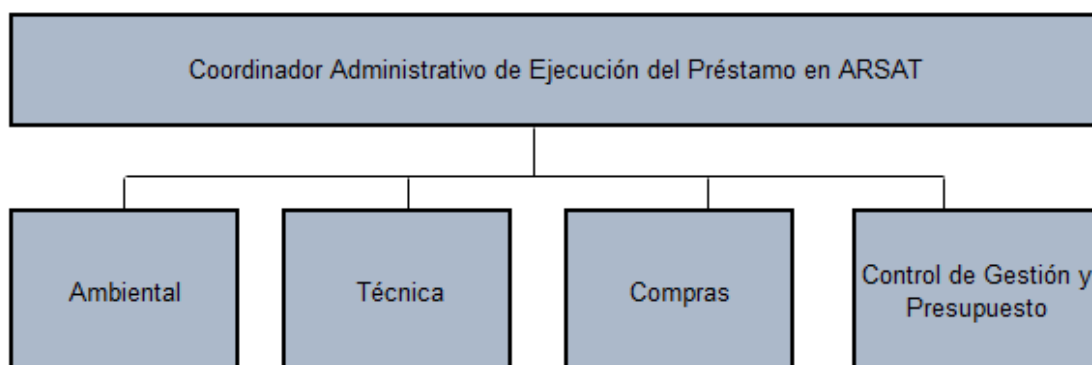 Coordinador Administrativo de Ejecución del Préstamo en ARSAT
Ambiental
Técnica
Compras
Control de Gestión y
Presupuesto